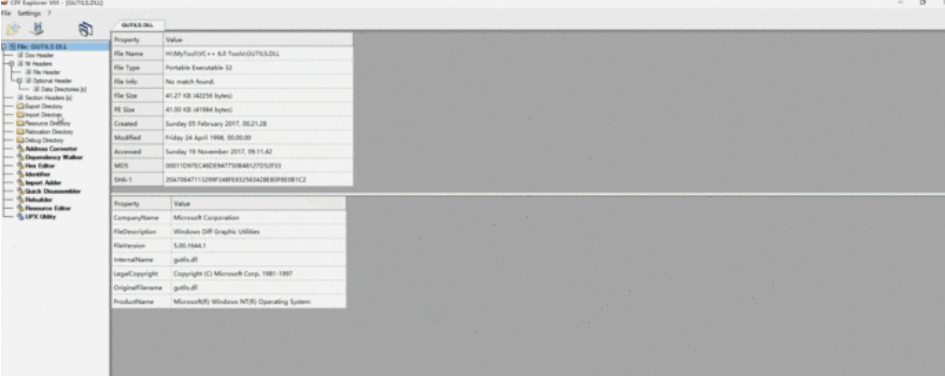 CFF Explorer VIII - [GUTILS.DLL]
File Settings ?
GUTILS.DLL
File: GUTILS.DLL
Dos Header
Nt Headers
File Header
Optional Header
Data Directories [x]
Section Headers [x]
Export Directory
Import Directory
Resource Directory
Relocation Directory
Debug Directory
Address Converter
Dependency Walker
Hex Editor
Identifier
Import Adder
Quick Disassembler
Rebuilder
Resource Editor
UPX Utility
Property Value
File Name H:\MyTool\VC++ 6.0 Tools\GUTILS.DLL
File Type Portable Executable 32
File Info No match found.
File Size 41.27 KB (42256 bytes)
PE Size 41.00 KB (41984 bytes)
Created Sunday 05 February 2017, 00.21.28
Modified Friday 24 April 1998, 00.00.00
Accessed Sunday 19 November 2017, 09.11.42
MD5
SHA-1
Property Value
CompanyName Microsoft Corporation
FileDescription Windows Diff Graphic Utilities
FileVersion 5.00.1644.1
InternalName gutils.dll
LegalCopyright Copyright (C) Microsoft Corp. 1981-1997
OriginalFilename gutils.dll
ProductName Microsoft(R) Windows NT(R) Operating System